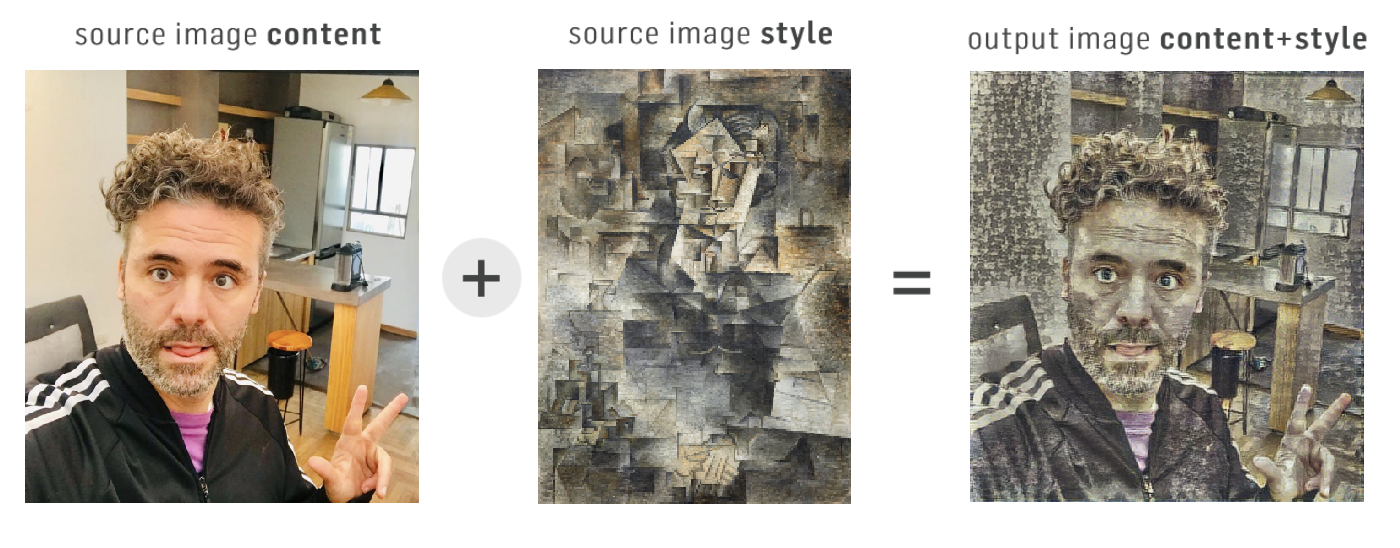 source image content
source image style
output image content+style
+
=